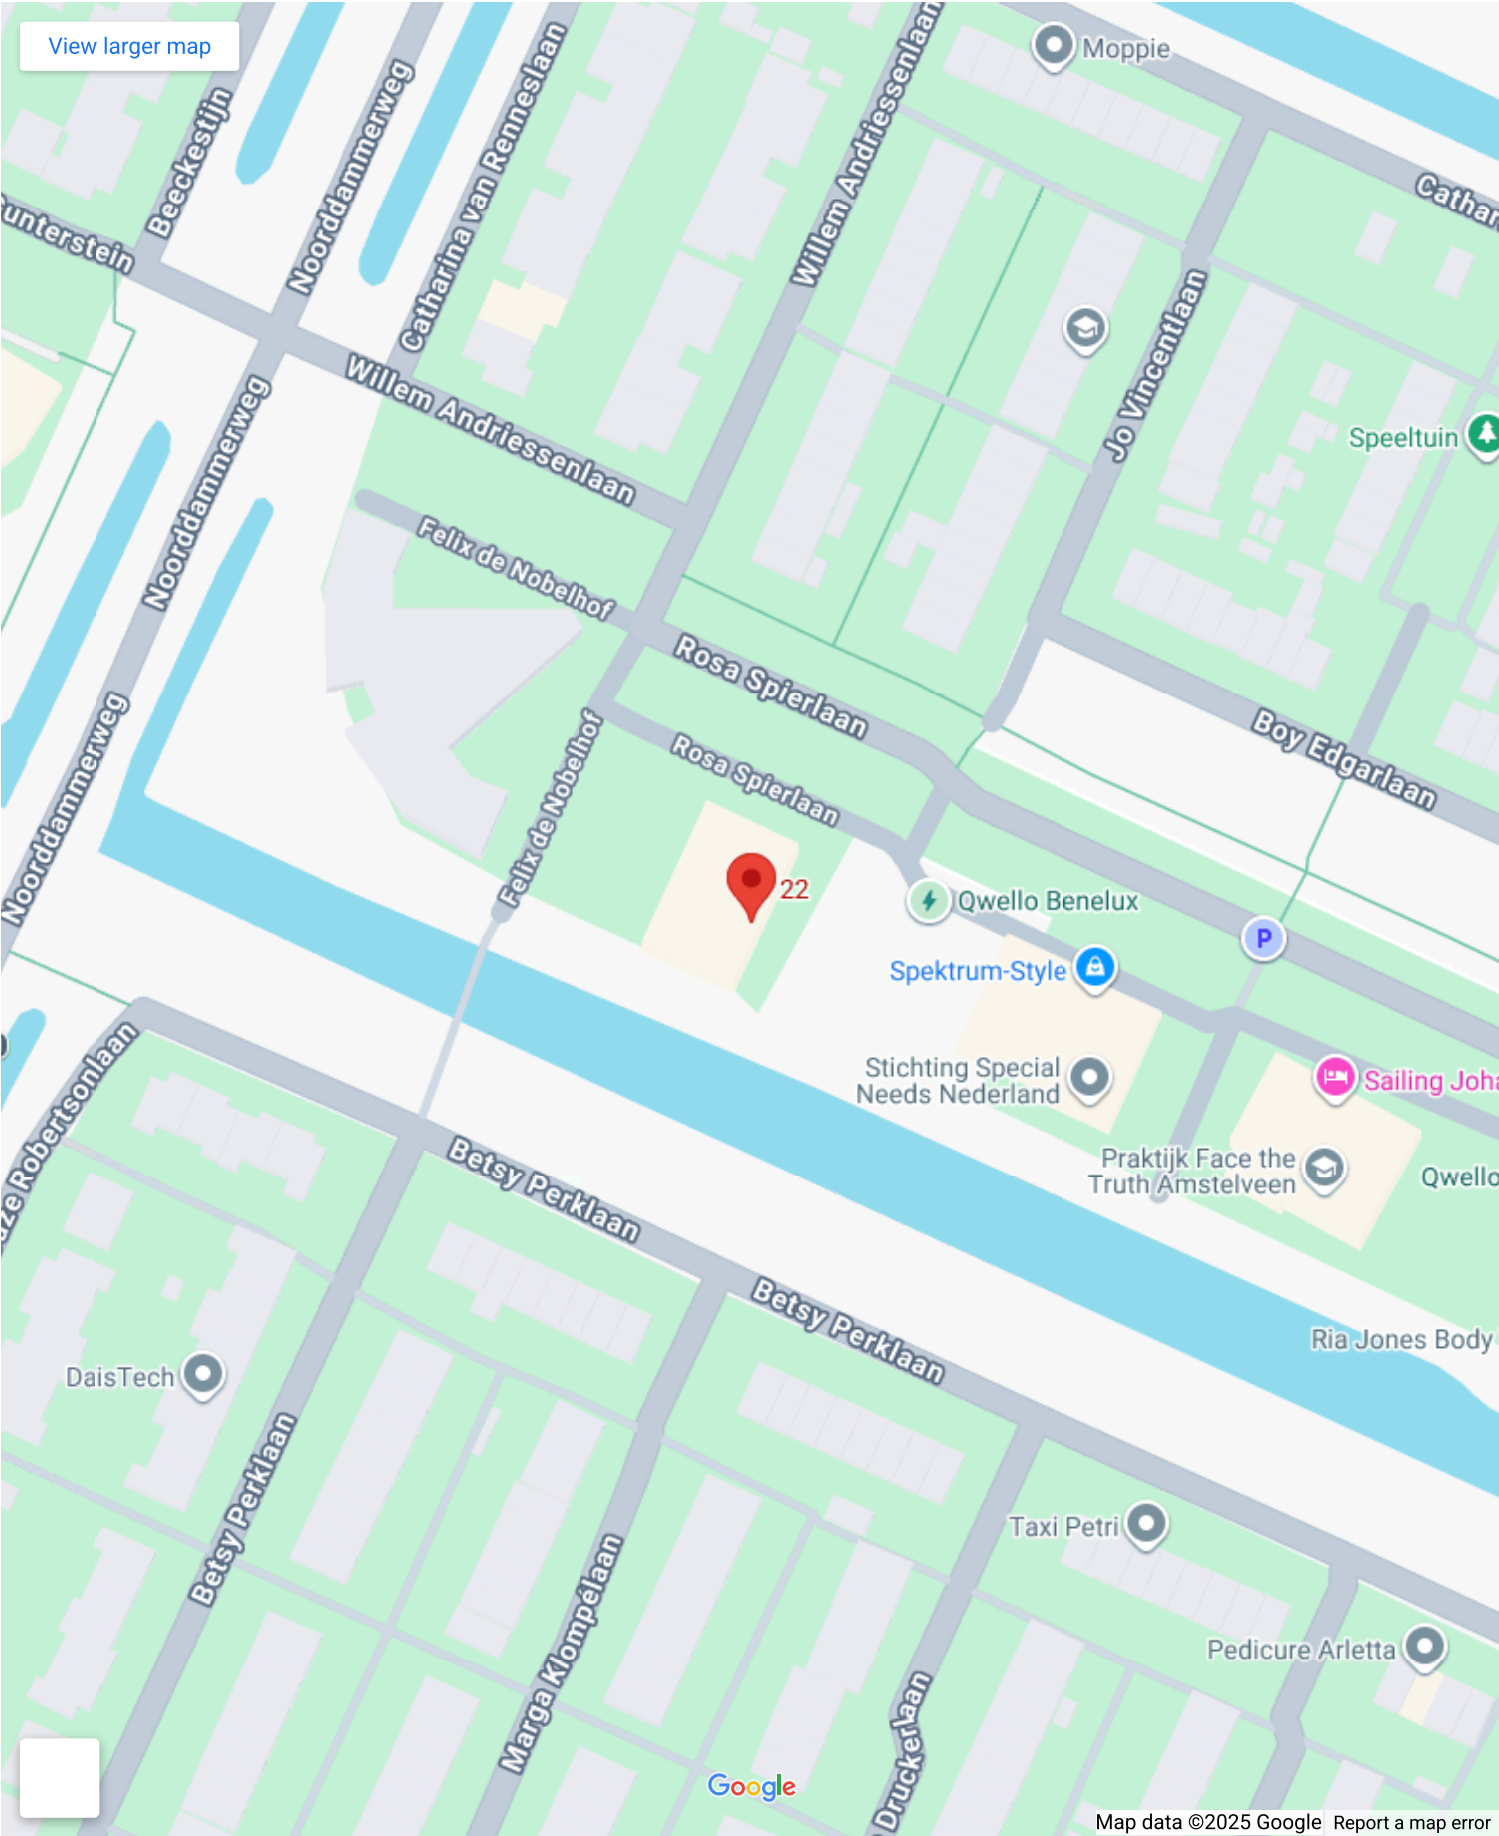 View larger map
Moppie
Beeckestijn
Noorddammerweg
Catharina van Renneslaan
Willem Andriessenlaan
Cathar
unterstein
Jo Vincentlaan
Willem Andriessenlaan
Speeltuin
Noorddammerweg
Felix de Nobelhof
Rosa Spierlaan
Boy Edgarlaan
Rosa Spierlaan
Felix de Nobelhof
Noorddammerweg
22
Qwello Benelux
P
Spektrum-Style
Stichting Special
Needs Nederland
Sailing Joha
ze Robertsonlaan
Praktijk Face the
Truth Amstelveen
Qwello
Betsy Perklaan
Betsy Perklaan
Ria Jones Body
DaisTech
Betsy Perklaan
Taxi Petri
Marga Klompélaan
Pedicure Arletta
Druckerlaan
Google
Map data ©2025 Google
Report a map error